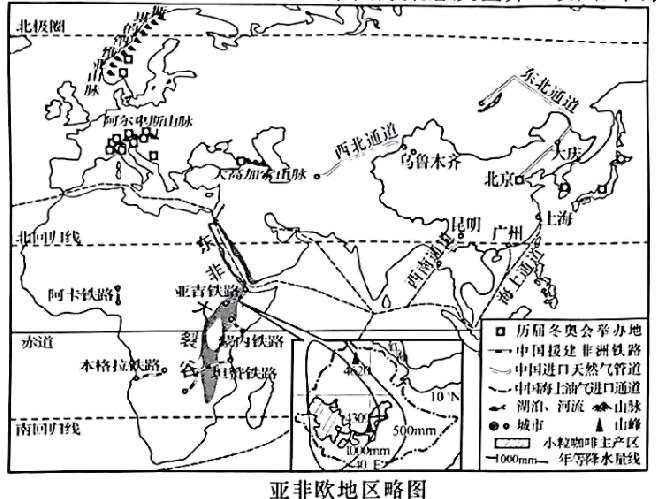 北极圈
阿尔卑斯山脉
大高加索山脉
西北通道
乌鲁木齐
东北通道
大庆
北京
上海
昆明
广州
西南通道
海上通道
北回归线
东
非
大
裂
谷
阿卡铁路
亚吉铁路
赤道
蒙内铁路
本格拉铁路
坦赞铁路
南回归线
4620
10°N
500mm
1000mm
40°E
历届冬奥会举办地
中国援建非洲铁路
中国进口天然气管道
中国海上油气进口通道
湖泊、河流
山脉
城市
山峰
小粒咖啡主产区
1000mm
年等降水量线
亚非欧地区略图